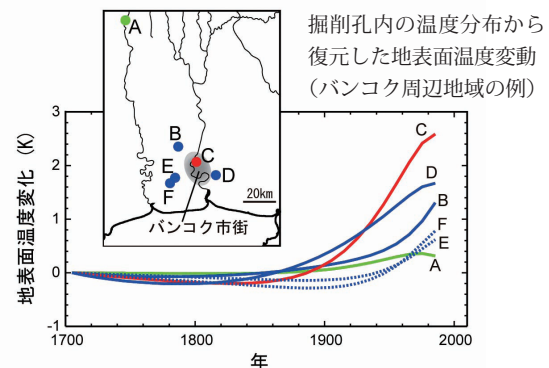 掘削孔内の温度分布から
復元した地表面温度変動
(バンコク周辺地域の例)
A
B
C
E
D
F
20km
バンコク市街
地表面温度変化 (K)
3
2
1
0
-1
C
D
B
F
E
A
1700
1800
1900
2000
年